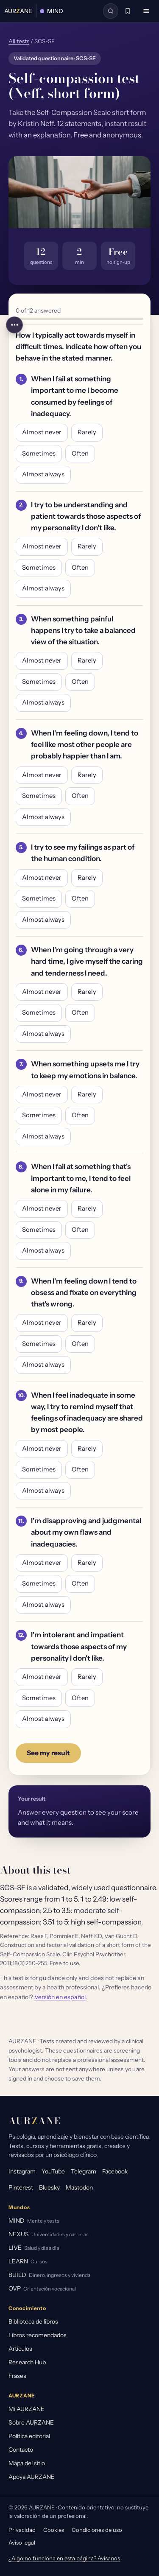 AURZANE MIND
All tests / SCS-SF
Validated questionnaire · SCS-SF
Self-compassion test
(Neff, short form)
Take the Self-Compassion Scale short form
by Kristin Neff. 12 statements, instant result
with an explanation. Free and anonymous.
12
questions
2
min
Free
no sign-up
0 of 12 answered
How I typically act towards myself in
difficult times. Indicate how often you
behave in the stated manner.
1. When I fail at something
important to me I become
consumed by feelings of
inadequacy.
Almost never Rarely
Sometimes Often
Almost always
2. I try to be understanding and
patient towards those aspects of
my personality I don't like.
Almost never Rarely
Sometimes Often
Almost always
3. When something painful
happens I try to take a balanced
view of the situation.
Almost never Rarely
Sometimes Often
Almost always
4. When I'm feeling down, I tend to
feel like most other people are
probably happier than I am.
Almost never Rarely
Sometimes Often
Almost always
5. I try to see my failings as part of
the human condition.
Almost never Rarely
Sometimes Often
Almost always
6. When I'm going through a very
hard time, I give myself the caring
and tenderness I need.
Almost never Rarely
Sometimes Often
Almost always
7. When something upsets me I try
to keep my emotions in balance.
Almost never Rarely
Sometimes Often
Almost always
8. When I fail at something that's
important to me, I tend to feel
alone in my failure.
Almost never Rarely
Sometimes Often
Almost always
9. When I'm feeling down I tend to
obsess and fixate on everything
that's wrong.
Almost never Rarely
Sometimes Often
Almost always
10. When I feel inadequate in some
way, I try to remind myself that
feelings of inadequacy are shared
by most people.
Almost never Rarely
Sometimes Often
Almost always
11. I'm disapproving and judgmental
about my own flaws and
inadequacies.
Almost never Rarely
Sometimes Often
Almost always
12. I'm intolerant and impatient
towards those aspects of my
personality I don't like.
Almost never Rarely
Sometimes Often
Almost always
See my result
Your result
Answer every question to see your score
and what it means.
About this test
SCS-SF is a validated, widely used questionnaire.
Scores range from 1 to 5. 1 to 2.49: low self-
compassion; 2.5 to 3.5: moderate self-
compassion; 3.51 to 5: high self-compassion.
Reference: Raes F, Pommier E, Neff KD, Van Gucht D.
Construction and factorial validation of a short form of the
Self-Compassion Scale. Clin Psychol Psychother.
2011;18(3):250-255. Free to use.
This test is for guidance only and does not replace an
assessment by a health professional. ¿Prefieres hacerlo
en español? Versión en español.
AURZANE · Tests created and reviewed by a clinical
psychologist. These questionnaires are screening
tools and do not replace a professional assessment.
Your answers are not sent anywhere unless you are
signed in and choose to save them.
AURZANE
Psicología, aprendizaje y bienestar con base científica.
Tests, cursos y herramientas gratis, creados y
revisados por un psicólogo clínico.
Instagram YouTube Telegram Facebook
Pinterest Bluesky Mastodon
Mundos
MIND Mente y tests
NEXUS Universidades y carreras
LIVE Salud y día a día
LEARN Cursos
BUILD Dinero, ingresos y vivienda
OVP Orientación vocacional
Conocimiento
Biblioteca de libros
Libros recomendados
Artículos
Research Hub
Frases
AURZANE
Mi AURZANE
Sobre AURZANE
Política editorial
Contacto
Mapa del sitio
Apoya AURZANE
© 2026 AURZANE · Contenido orientativo: no sustituye
la valoración de un profesional.
Privacidad Cookies Condiciones de uso
Aviso legal
¿Algo no funciona en esta página? Avísanos